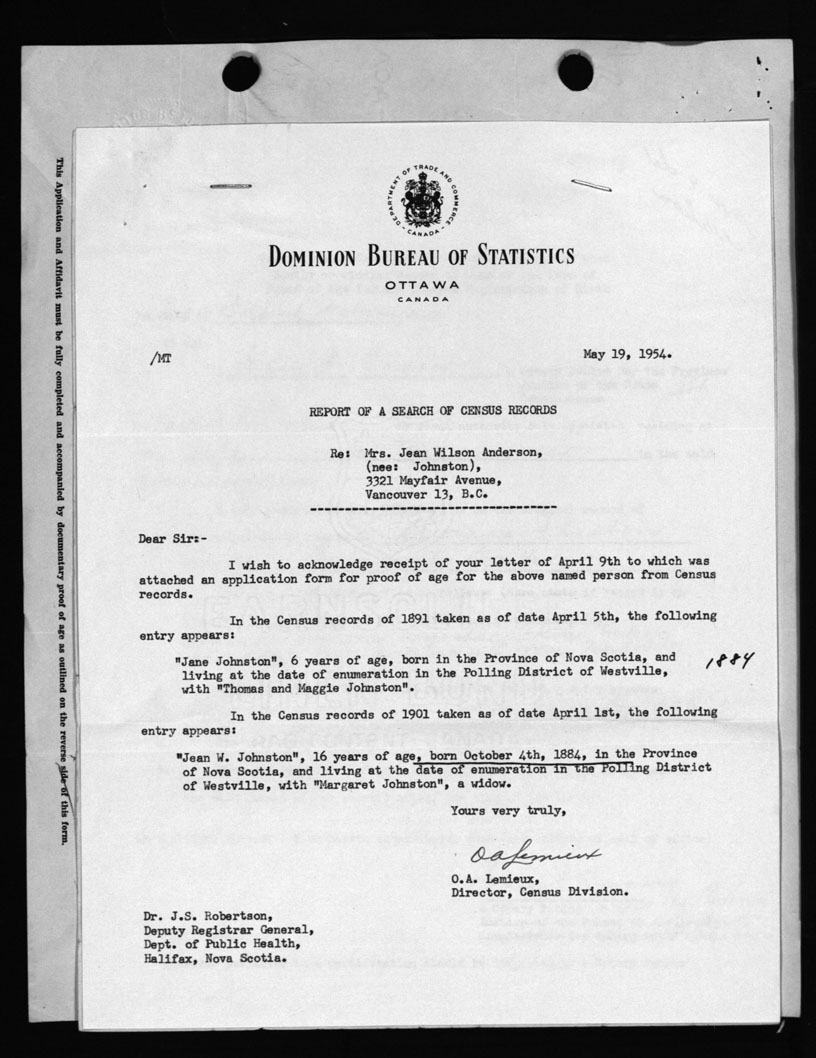 This Application and Affidavit must be fully completed and accompanied by documentary proof of age as outlined on the reverse side of this form.
DEPARTMENT OF TRADE AND COMMERCE
CANADA
DOMINION BUREAU OF STATISTICS
OTTAWA
CANADA
/MT
May 19, 1954.
REPORT OF A SEARCH OF CENSUS RECORDS
Re: Mrs. Jean Wilson Anderson,
(nee: Johnston),
3321 Mayfair Avenue,
Vancouver 13, B.C.
Dear Sir:-
I wish to acknowledge receipt of your letter of April 9th to which was
attached an application form for proof of age for the above named person from Census
records.
In the Census records of 1891 taken as of date April 5th, the following
entry appears:
"Jane Johnston", 6 years of age, born in the Province of Nova Scotia, and
living at the date of enumeration in the Polling District of Westville,
with "Thomas and Maggie Johnston".
1884
In the Census records of 1901 taken as of date April 1st, the following
entry appears:
"Jean W. Johnston", 16 years of age, born October 4th, 1884, in the Province
of Nova Scotia, and living at the date of enumeration in the Polling District
of Westville, with "Margaret Johnston", a widow.
Yours very truly,
O A Lemieux
O.A. Lemieux,
Director, Census Division.
Dr. J.S. Robertson,
Deputy Registrar General,
Dept. of Public Health,
Halifax, Nova Scotia.